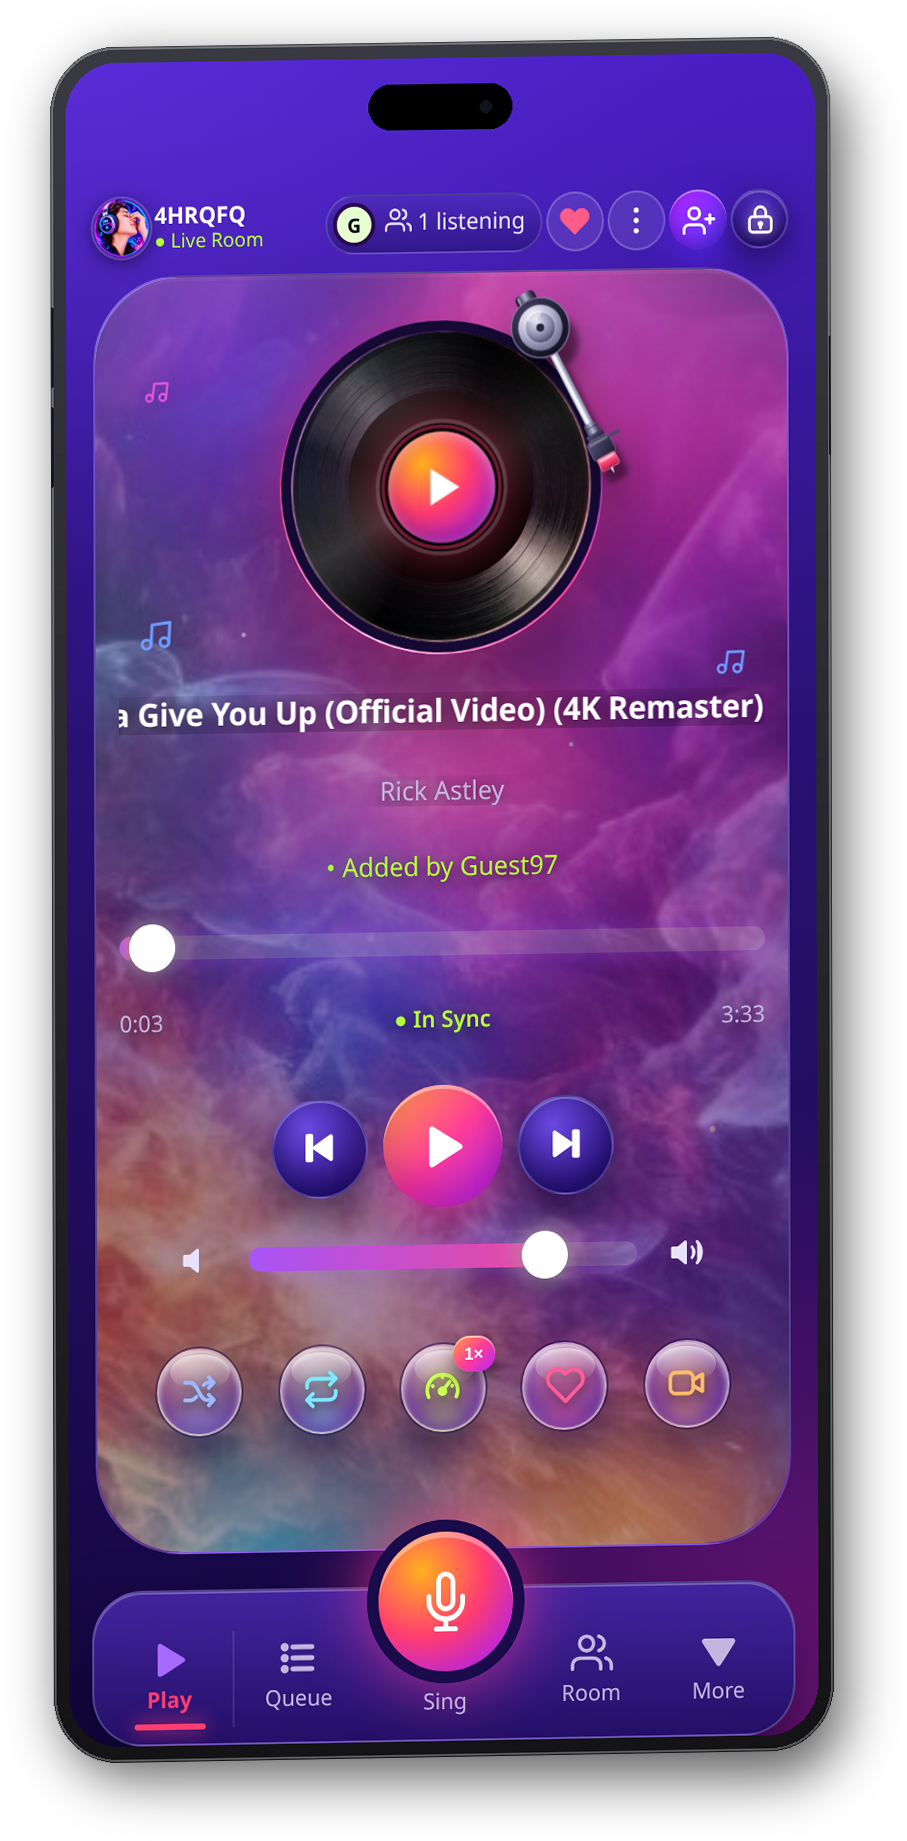 4HRQFQ
• Live Room
G
1 listening
a Give You Up (Official Video) (4K Remaster)
Rick Astley
• Added by Guest97
0:03
• In Sync
3:33
1×
Play
Queue
Sing
Room
More